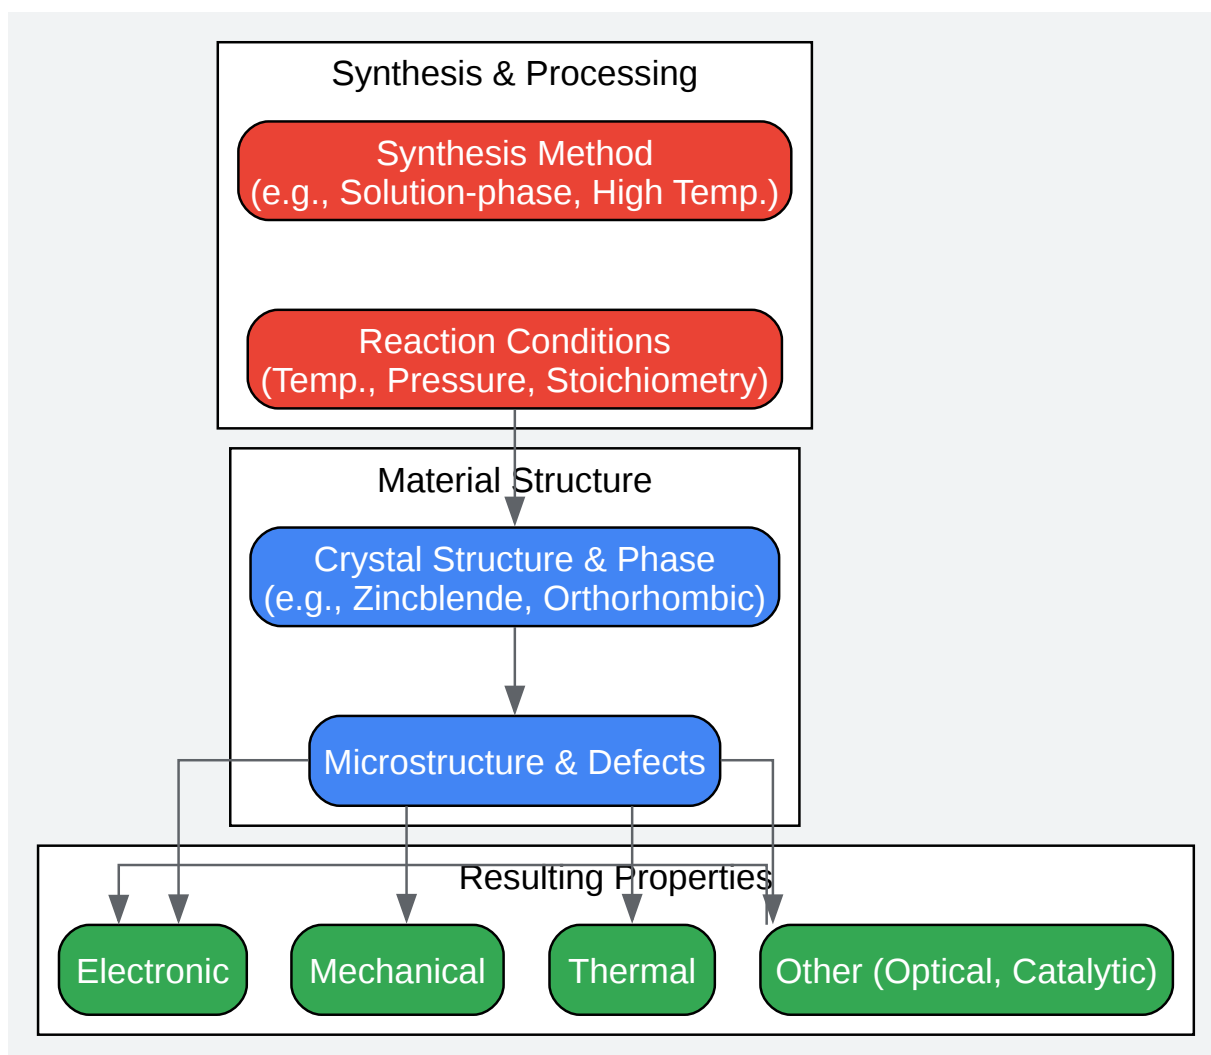 Synthesis & Processing
Synthesis Method
(e.g., Solution-phase, High Temp.)
Reaction Conditions
(Temp., Pressure, Stoichiometry)
Material Structure
Crystal Structure & Phase
(e.g., Zincblende, Orthorhombic)
Microstructure & Defects
Resulting Properties
Electronic
Mechanical
Thermal
Other (Optical, Catalytic)